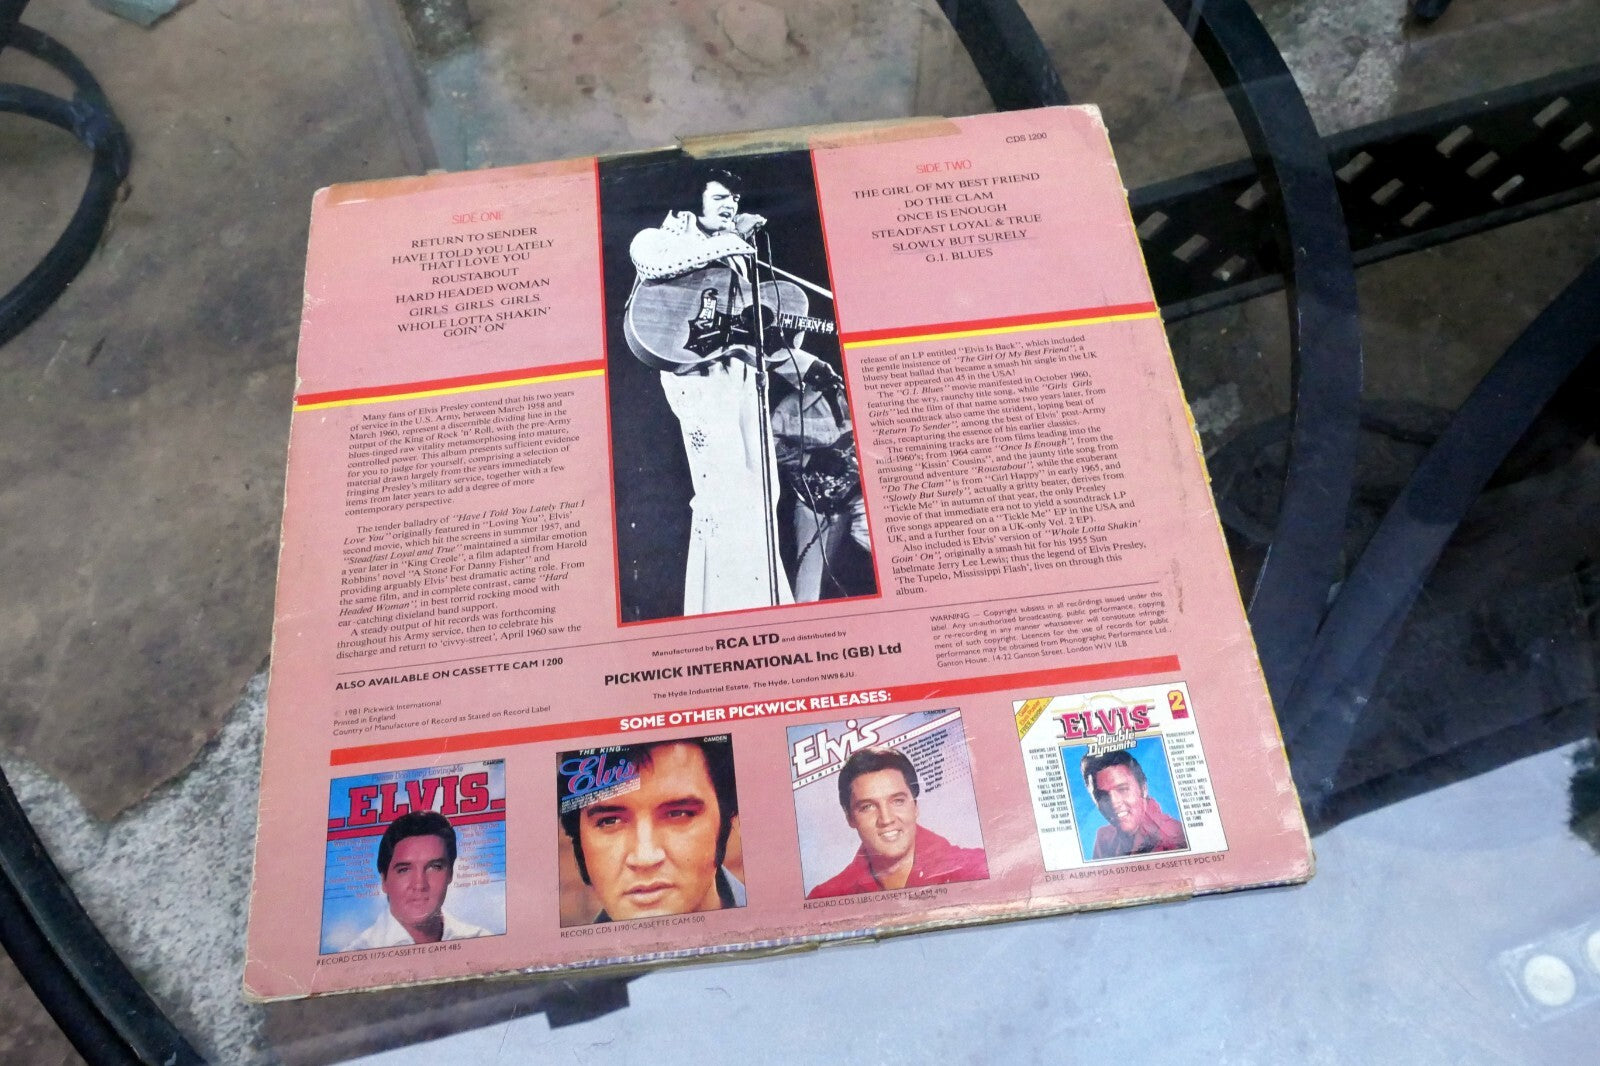 CDS 1200
SIDE ONE
RETURN TO SENDER
HAVE I TOLD YOU LATELY
THAT I LOVE YOU
ROUSTABOUT
HARD HEADED WOMAN
GIRLS GIRLS GIRLS
WHOLE LOTTA SHAKIN'
GOIN' ON
SIDE TWO
THE GIRL OF MY BEST FRIEND
DO THE CLAM
ONCE IS ENOUGH
STEADFAST LOYAL & TRUE
SLOWLY BUT SURELY
G.I. BLUES
ELVIS
Many fans of Elvis Presley contend that his two years
of service in the U.S. Army, between March 1958 and
March 1960, represent a discernible dividing line in the
output of the King of Rock 'n' Roll, with the pre-Army
blues-tinged raw vitality metamorphosing into mature,
controlled power. This album presents sufficient evidence
for you to judge for yourself, comprising a selection of
material drawn largely from the years immediately
fringing Presley's military service, together with a few
items from later years to add a degree of more
contemporary perspective.
The tender balladry of "Have I Told You Lately That I
Love You" originally featured in "Loving You", Elvis'
second movie, which hit the screens in summer 1957, and
"Steadfast Loyal and True" maintained a similar emotion
a year later in "King Creole", a film adapted from Harold
Robbins' novel "A Stone For Danny Fisher" and
providing arguably Elvis' best dramatic acting role. From
the same film, and in complete contrast, came "Hard
Headed Woman", in best torrid rocking mood with
ear-catching dixieland band support.
A steady output of hit records was forthcoming
throughout his Army service, then to celebrate his
discharge and return to 'civvy-street', April 1960 saw the
release of an LP entitled "Elvis Is Back", which included
the gentle insistence of "The Girl Of My Best Friend", a
bluesy beat ballad that became a smash hit single in the UK
but never appeared on 45 in the USA!
The "G.I. Blues" movie manifested in October 1960,
featuring the wry, raunchy title song, while "Girls Girls
Girls" led the film of that name some two years later, from
which soundtrack also came the strident, loping beat of
"Return To Sender", among the best of Elvis' post-Army
discs, recapturing the essence of his earlier classics.
The remaining tracks are from films leading into the
mid-1960's; from 1964 came "Once Is Enough", from the
amusing "Kissin' Cousins", and the jaunty title song from
fairground adventure "Roustabout", while the exuberant
"Do The Clam" is from "Girl Happy" in early 1965, and
"Slowly But Surely", actually a gritty beater, derives from
"Tickle Me" in autumn of that year, the only Presley
movie of that immediate era not to yield a soundtrack LP
(five songs appeared on a "Tickle Me" EP in the USA and
UK, and a further four on a UK-only Vol. 2 EP).
Also included is Elvis' version of "Whole Lotta Shakin'
Goin' On", originally a smash hit for his 1955 Sun
labelmate Jerry Lee Lewis; thus the legend of Elvis Presley,
'The Tupelo, Mississippi Flash', lives on through this
album.
ALSO AVAILABLE ON CASSETTE CAM 1200
© 1981 Pickwick International
Printed in England
Country of Manufacture of Record as Stated on Record Label
Manufactured by RCA LTD and distributed by
PICKWICK INTERNATIONAL Inc (GB) Ltd
The Hyde Industrial Estate, The Hyde, London NW9 6JU.
WARNING — Copyright subsists in all recordings issued under this
label. Any unauthorised broadcasting, public performance, copying,
or re-recording in any manner whatsoever will constitute infringe-
ment of such copyright. Licences for the use of records for public
performance may be obtained from Phonographic Performance Ltd.,
Ganton House, 14-22 Ganton Street, London W1V 1LB
SOME OTHER PICKWICK RELEASES:
CAMDEN
Please Don't Stop Loving Me
ELVIS
RECORD CDS 1175/CASSETTE CAM 485
CAMDEN
THE KING...
Elvis
RECORD CDS 1190/CASSETTE CAM 500
CAMDEN
Elvis
FLAMING STAR
RECORD CDS 1185/CASSETTE CAM 490
2
ELVIS
Double
Dynamite
DBLE. ALBUM PDA 057/DBLE. CASSETTE PDC 057